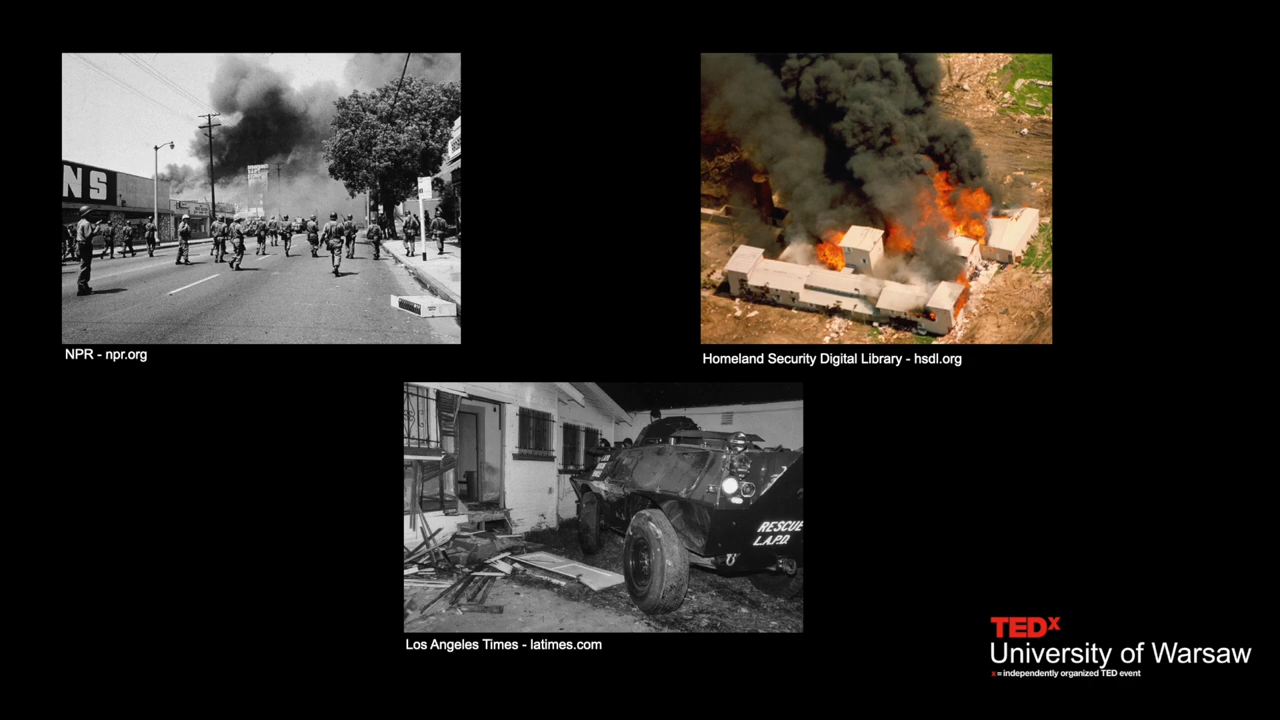 NS
NPR - npr.org
Homeland Security Digital Library - hsdl.org
RESCUE
L.A.P.D.
Los Angeles Times - latimes.com
TEDx
University of Warsaw
x = independently organized TED event